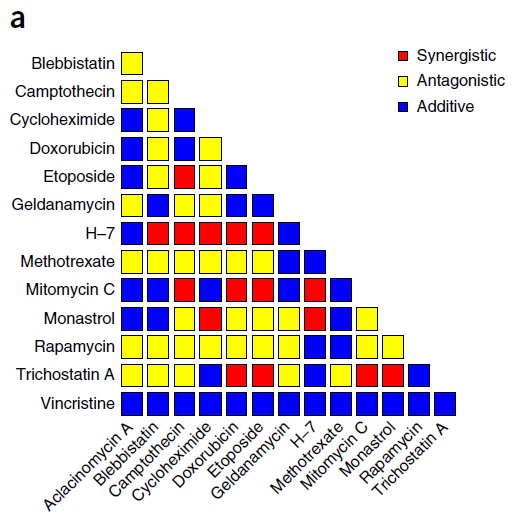 a
Synergistic
Antagonistic
Additive
Blebbistatin
Camptothecin
Cycloheximide
Doxorubicin
Etoposide
Geldanamycin
H–7
Methotrexate
Mitomycin C
Monastrol
Rapamycin
Trichostatin A
Vincristine
Aclacinomycin A
Blebbistatin
Camptothecin
Cycloheximide
Doxorubicin
Etoposide
Geldanamycin
H–7
Methotrexate
Mitomycin C
Monastrol
Rapamycin
Trichostatin A